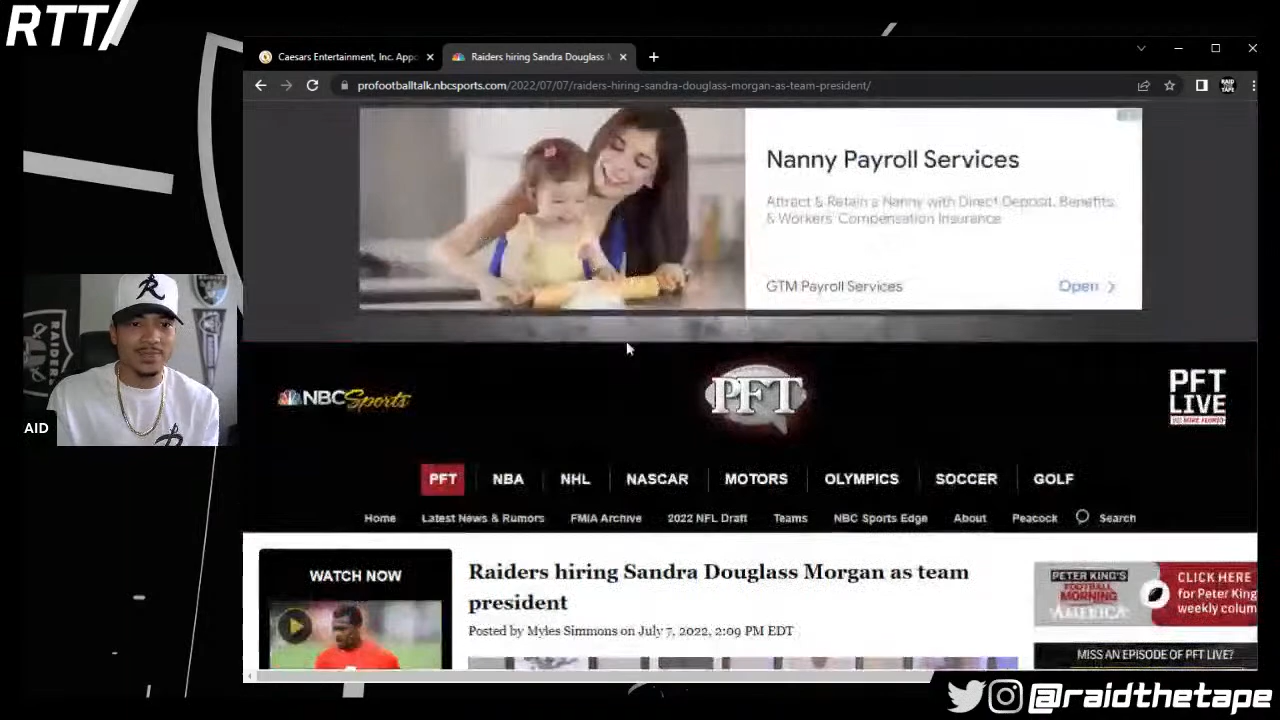 RTT/
Caesars Entertainment, Inc. Appo
Raiders hiring Sandra Douglass M
profootballtalk.nbcsports.com/2022/07/07/raiders-hiring-sandra-douglass-morgan-as-team-president/
Nanny Payroll Services
Attract & Retain a Nanny with Direct Deposit, Benefits,
& Workers' Compensation Insurance
GTM Payroll Services
Open
NBC Sports
PFT
PFT
LIVE
PFT
NBA
NHL
NASCAR
MOTORS
OLYMPICS
SOCCER
GOLF
Home
Latest News & Rumors
FMIA Archive
2022 NFL Draft
Teams
NBC Sports Edge
About
Peacock
Search
WATCH NOW
Raiders hiring Sandra Douglass Morgan as team
president
Posted by Myles Simmons on July 7, 2022, 2:09 PM EDT
PETER KING'S
FOOTBALL
MORNING
AMERICA
CLICK HERE
for Peter King
weekly colum
MISS AN EPISODE OF PFT LIVE?
RAIDERS
R
AID
@raidthetape